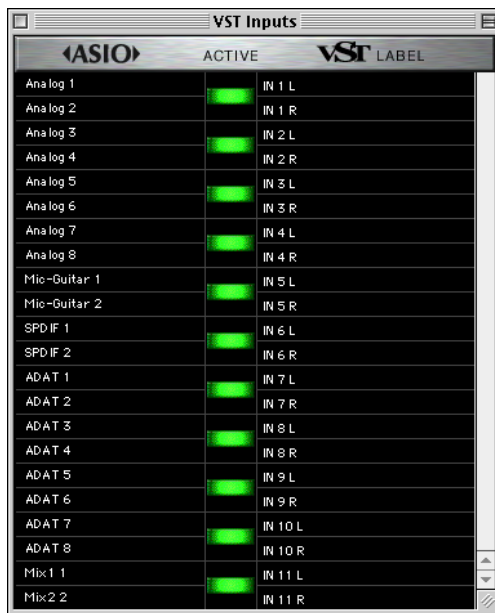 VST Inputs
ASIO ACTIVE VST LABEL
Analog 1 IN 1 L
Analog 2 IN 1 R
Analog 3 IN 2 L
Analog 4 IN 2 R
Analog 5 IN 3 L
Analog 6 IN 3 R
Analog 7 IN 4 L
Analog 8 IN 4 R
Mic-Guitar 1 IN 5 L
Mic-Guitar 2 IN 5 R
SPDIF 1 IN 6 L
SPDIF 2 IN 6 R
ADAT 1 IN 7 L
ADAT 2 IN 7 R
ADAT 3 IN 8 L
ADAT 4 IN 8 R
ADAT 5 IN 9 L
ADAT 6 IN 9 R
ADAT 7 IN 10 L
ADAT 8 IN 10 R
Mix1 1 IN 11 L
Mix2 2 IN 11 R